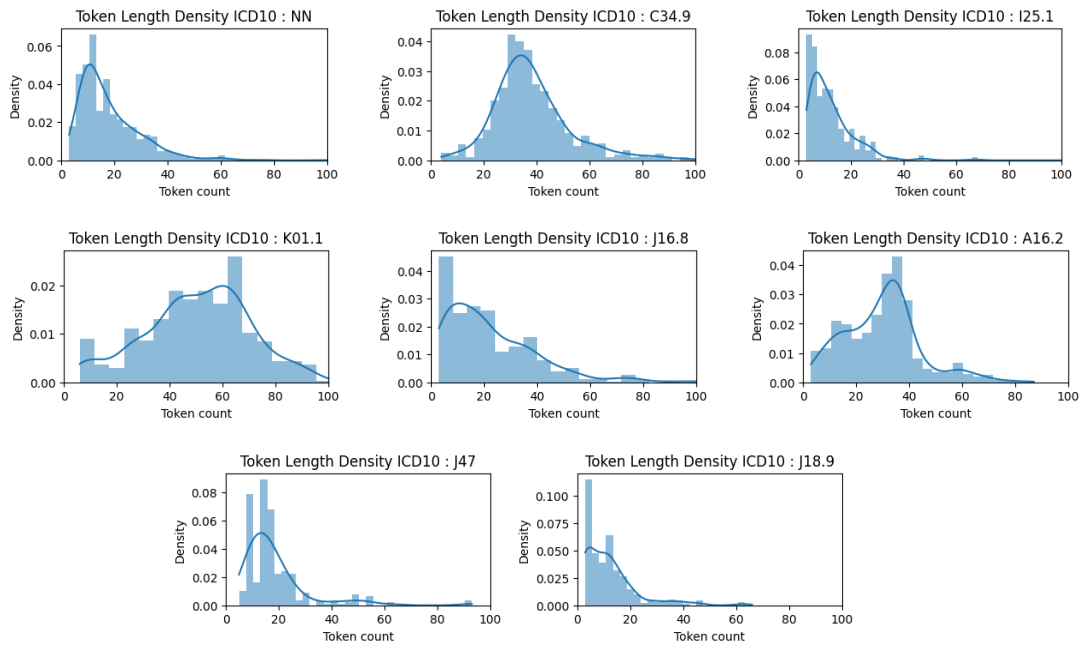 Token Length Density ICD10 : NN
Density
0.06
0.04
0.02
0.00
0 20 40 60 80 100
Token count
Token Length Density ICD10 : C34.9
Density
0.04
0.03
0.02
0.01
0.00
0 20 40 60 80 100
Token count
Token Length Density ICD10 : I25.1
Density
0.08
0.06
0.04
0.02
0.00
0 20 40 60 80 100
Token count
Token Length Density ICD10 : K01.1
Density
0.02
0.01
0.00
0 20 40 60 80 100
Token count
Token Length Density ICD10 : J16.8
Density
0.04
0.03
0.02
0.01
0.00
0 20 40 60 80 100
Token count
Token Length Density ICD10 : A16.2
Density
0.04
0.03
0.02
0.01
0.00
0 20 40 60 80 100
Token count
Token Length Density ICD10 : J47
Density
0.08
0.06
0.04
0.02
0.00
0 20 40 60 80 100
Token count
Token Length Density ICD10 : J18.9
Density
0.100
0.075
0.050
0.025
0.000
0 20 40 60 80 100
Token count